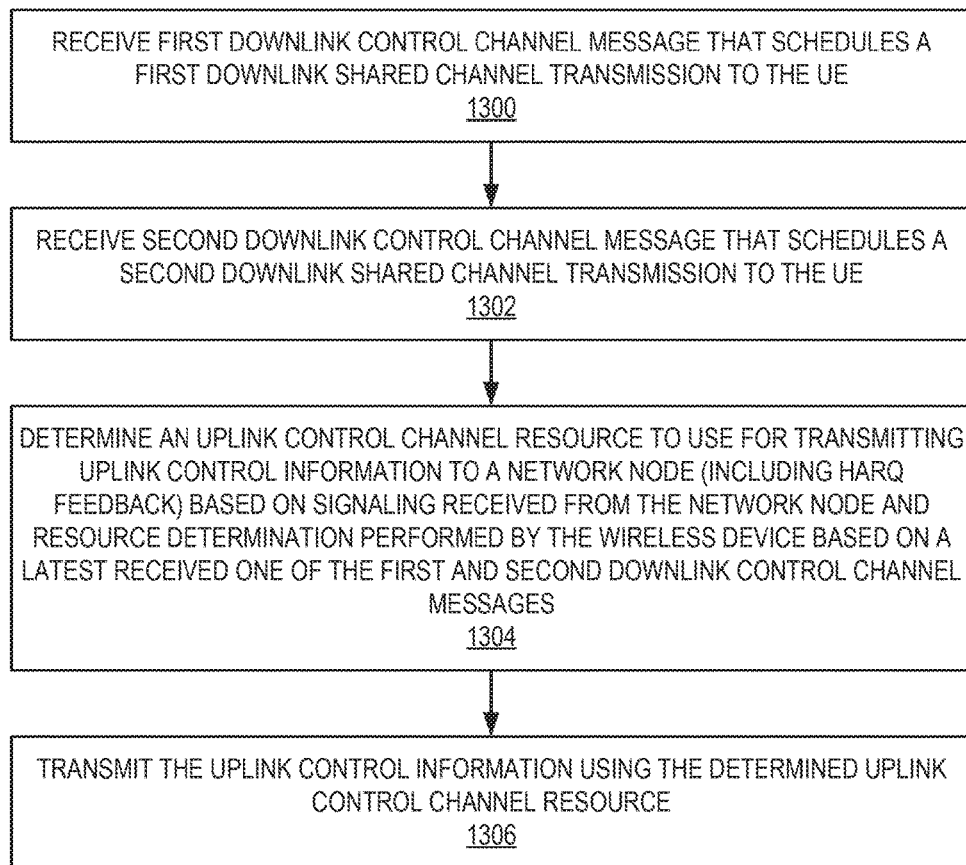 RECEIVE FIRST DOWNLINK CONTROL CHANNEL MESSAGE THAT SCHEDULES A
FIRST DOWNLINK SHARED CHANNEL TRANSMISSION TO THE UE
1300
RECEIVE SECOND DOWNLINK CONTROL CHANNEL MESSAGE THAT SCHEDULES A
SECOND DOWNLINK SHARED CHANNEL TRANSMISSION TO THE UE
1302
DETERMINE AN UPLINK CONTROL CHANNEL RESOURCE TO USE FOR TRANSMITTING
UPLINK CONTROL INFORMATION TO A NETWORK NODE (INCLUDING HARQ
FEEDBACK) BASED ON SIGNALING RECEIVED FROM THE NETWORK NODE AND
RESOURCE DETERMINATION PERFORMED BY THE WIRELESS DEVICE BASED ON A
LATEST RECEIVED ONE OF THE FIRST AND SECOND DOWNLINK CONTROL CHANNEL
MESSAGES
1304
TRANSMIT THE UPLINK CONTROL INFORMATION USING THE DETERMINED UPLINK
CONTROL CHANNEL RESOURCE
1306